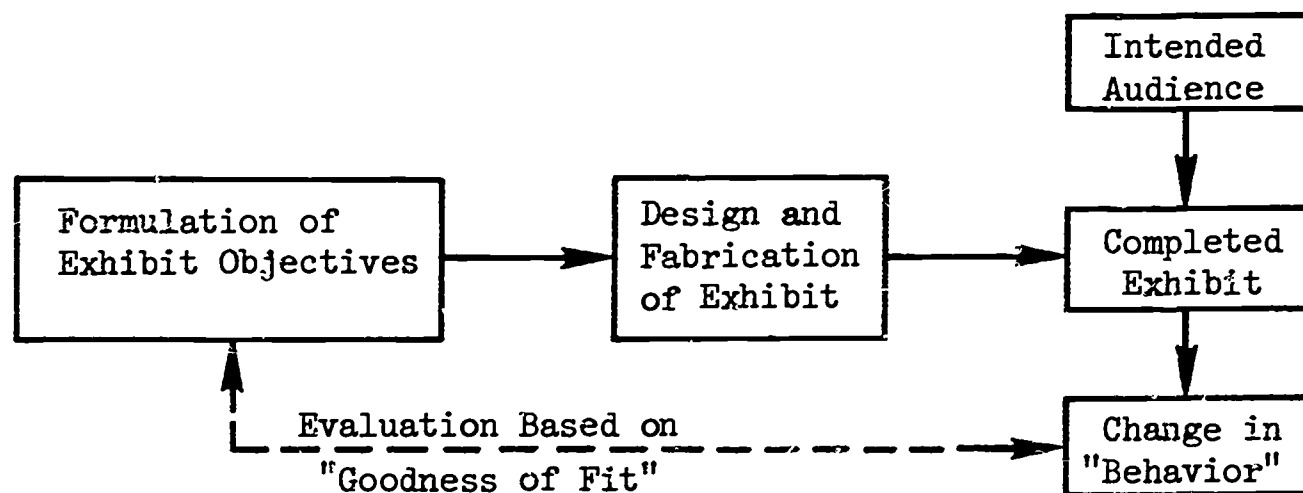 Intended
Audience
Formulation of
Exhibit Objectives
Design and
Fabrication
of Exhibit
Completed
Exhibit
Evaluation Based on
"Goodness of Fit"
Change in
"Behavior"